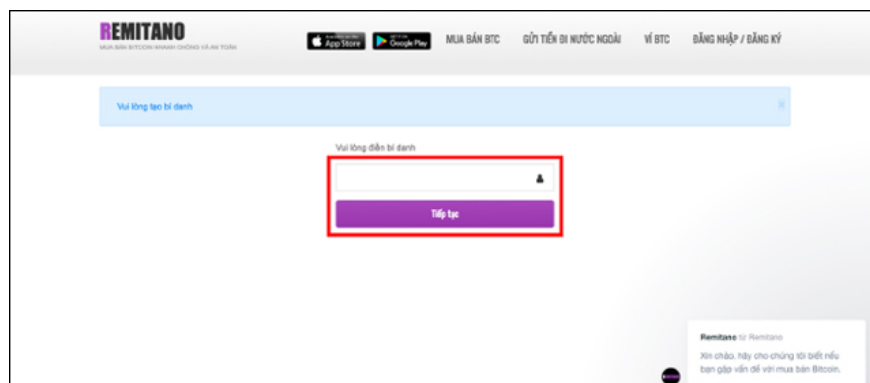 REMITANO
MUA BÁN BITCOIN NHANH CHÓNG VÀ AN TOÀN
App Store
Google Play
MUA BÁN BTC
GỬI TIỀN ĐI NƯỚC NGOÀI
VÍ BTC
ĐĂNG NHẬP / ĐĂNG KÝ
Vui lòng tạo bí danh
×
Vui lòng điền bí danh
Tiếp tục
Remitano từ Remitano
Xin chào, hãy cho chúng tôi biết nếu
bạn gặp vấn đề với mua bán Bitcoin.